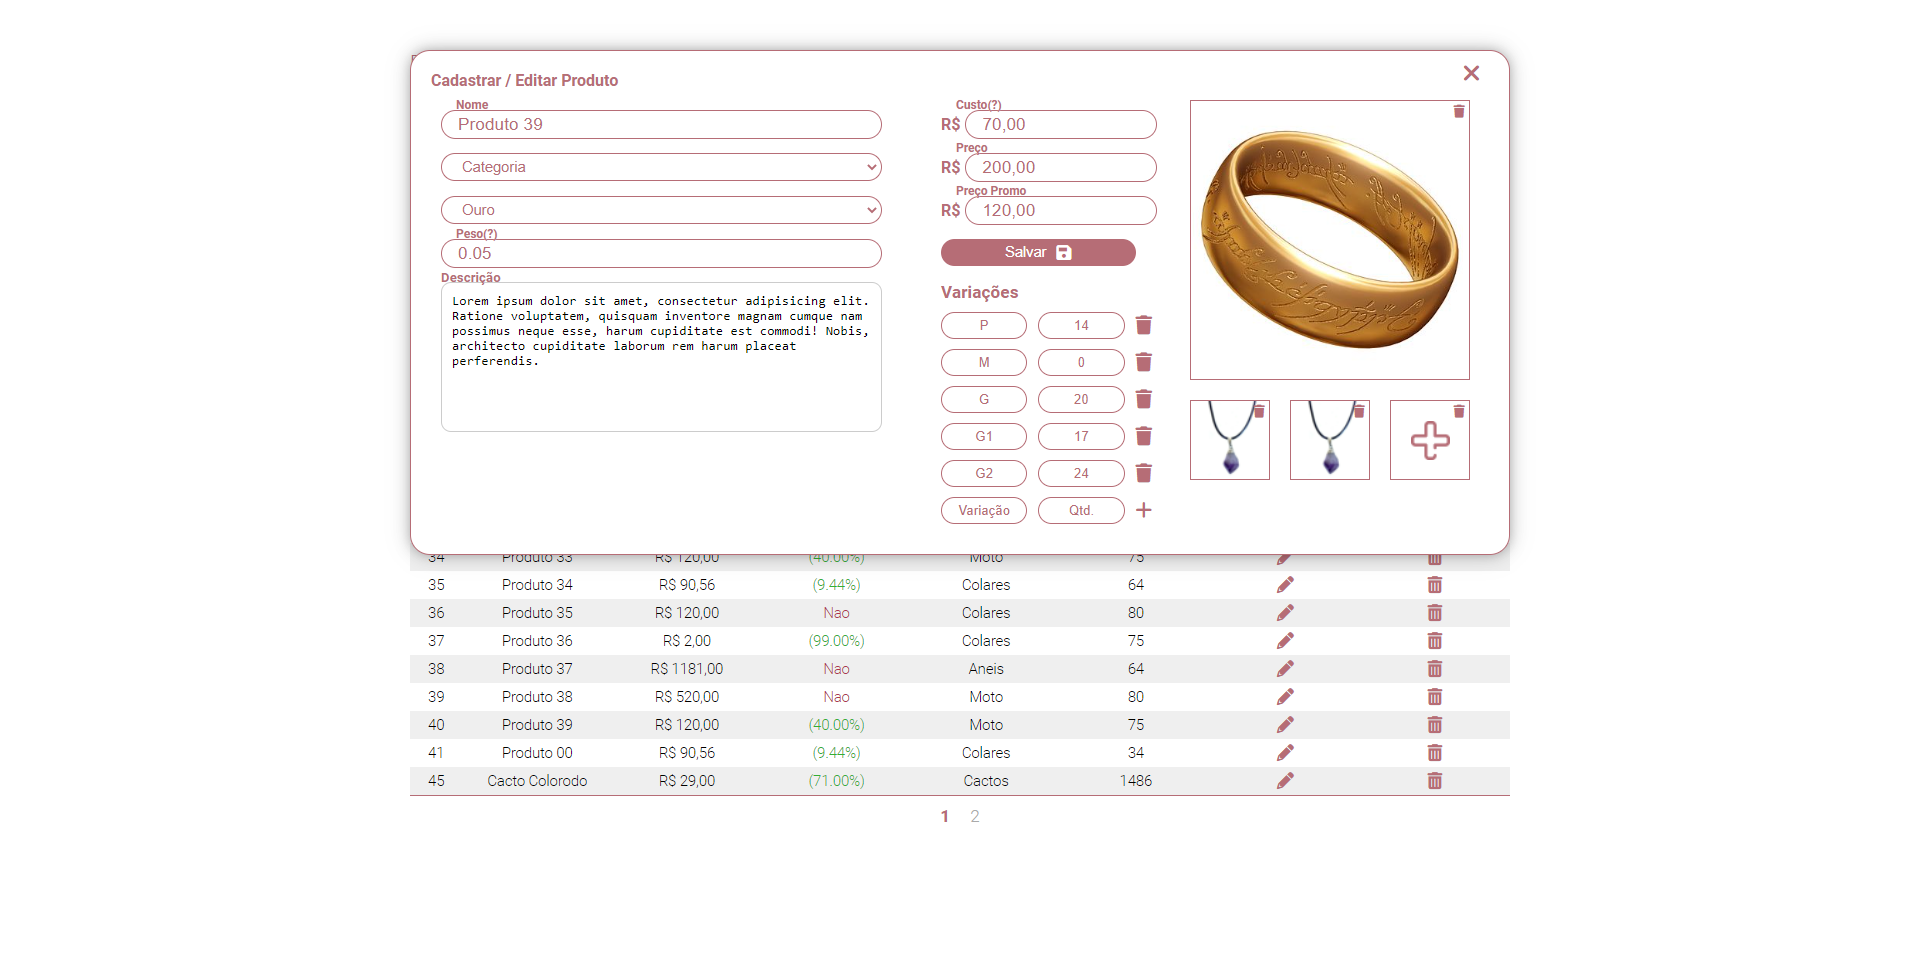 Cadastrar / Editar Produto
Nome
Produto 39
Categoria
Ouro
Peso(?)
0.05
Descrição
Lorem ipsum dolor sit amet, consectetur adipisicing elit.
Ratione voluptatem, quisquam inventore magnam cumque nam
possimus neque esse, harum cupiditate est commodi! Nobis,
architecto cupiditate laborum rem harum placeat
perferendis.
Custo(?)
R$ 70,00
Preço
R$ 200,00
Preço Promo
R$ 120,00
Salvar
Variações
P 14
M 0
G 20
G1 17
G2 24
Variação Qtd.
34 Produto 33 R$ 120,00 (40.00%) Moto 75
35 Produto 34 R$ 90,56 (9.44%) Colares 64
36 Produto 35 R$ 120,00 Nao Colares 80
37 Produto 36 R$ 2,00 (99.00%) Colares 75
38 Produto 37 R$ 1181,00 Nao Aneis 64
39 Produto 38 R$ 520,00 Nao Moto 80
40 Produto 39 R$ 120,00 (40.00%) Moto 75
41 Produto 00 R$ 90,56 (9.44%) Colares 34
45 Cacto Colorodo R$ 29,00 (71.00%) Cactos 1486
1 2